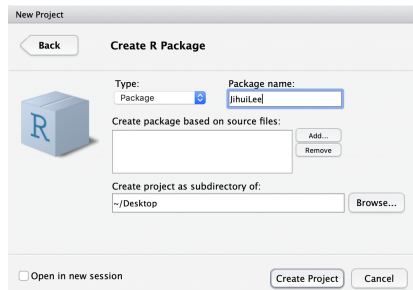 New Project
Back
Create R Package
Type:
Package name:
Package
JihuiLee
R
Create package based on source files:
Add...
Remove
Create project as subdirectory of:
~/Desktop
Browse...
Open in new session
Create Project
Cancel